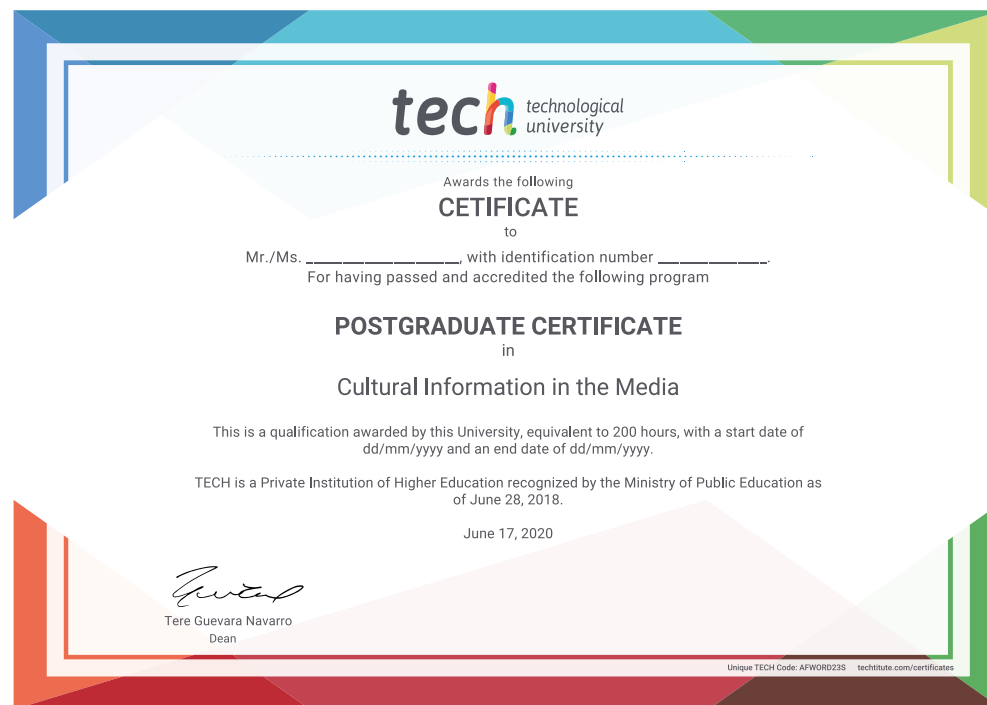 tech technological
university
Awards the following
CETIFICATE
to
Mr./Ms. ____________________, with identification number ______________.
For having passed and accredited the following program
POSTGRADUATE CERTIFICATE
in
Cultural Information in the Media
This is a qualification awarded by this University, equivalent to 200 hours, with a start date of
dd/mm/yyyy and an end date of dd/mm/yyyy.
TECH is a Private Institution of Higher Education recognized by the Ministry of Public Education as
of June 28, 2018.
June 17, 2020
Tere Guevara Navarro
Dean
Unique TECH Code: AFWORD23S techtitute.com/certificates